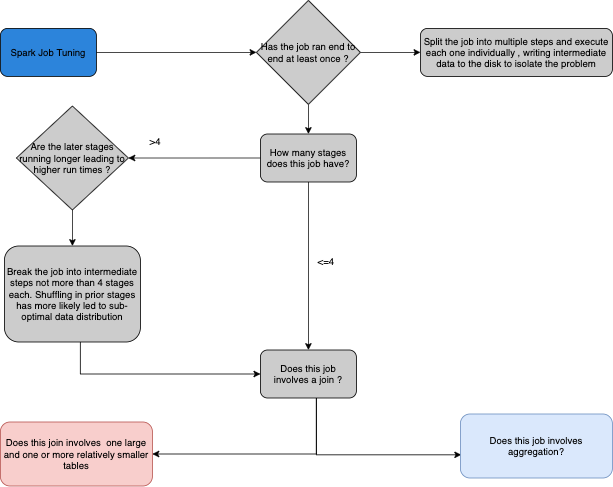 Spark Job Tuning
Has the job ran end to
end at least once ?
Split the job into multiple steps and execute
each one individually , writing intermediate
data to the disk to isolate the problem
>4
How many stages
does this job have?
Are the later stages
running longer leading to
higher run times ?
<=4
Break the job into intermediate
steps not more than 4 stages
each. Shuffling in prior stages
has more likely led to sub-
optimal data distribution
Does this job
involves a join ?
Does this join involves  one large
and one or more relatively smaller
tables
Does this job involves
aggregation?